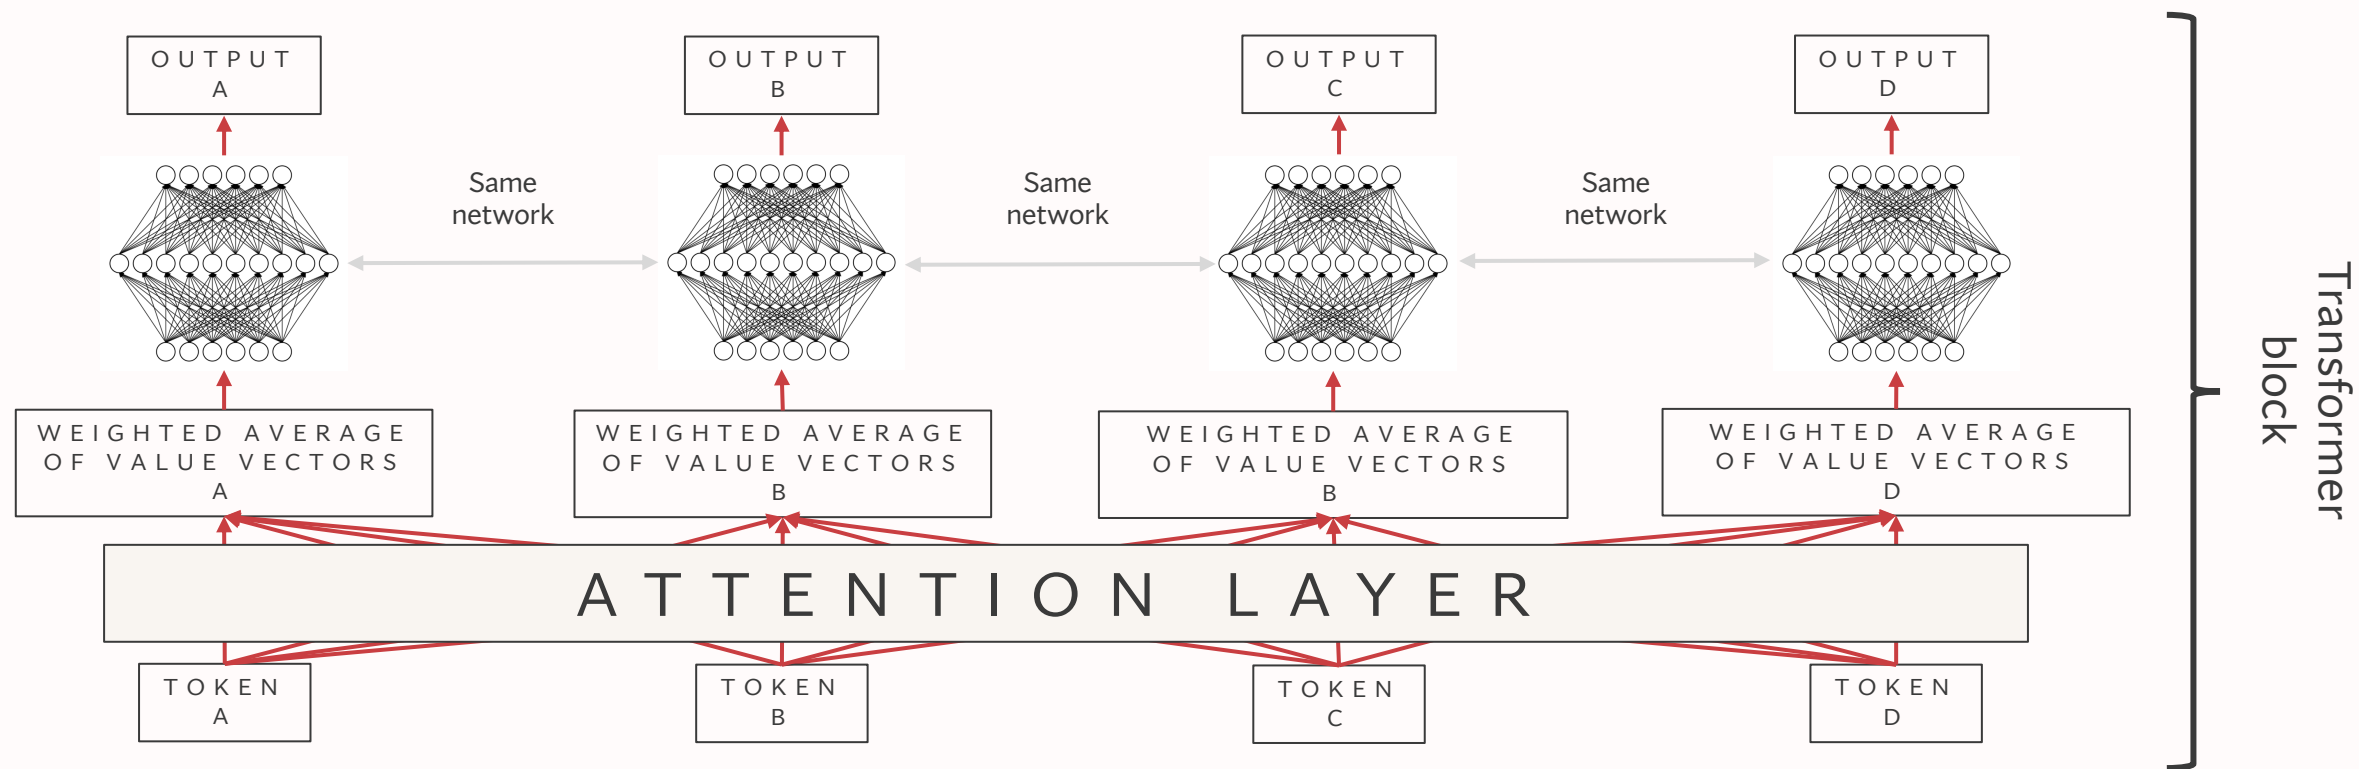 OUTPUT
A
OUTPUT
B
OUTPUT
C
OUTPUT
D
Same
network
Same
network
Same
network
WEIGHTED AVERAGE
OF VALUE VECTORS
A
WEIGHTED AVERAGE
OF VALUE VECTORS
B
WEIGHTED AVERAGE
OF VALUE VECTORS
B
WEIGHTED AVERAGE
OF VALUE VECTORS
D
ATTENTION LAYER
TOKEN
A
TOKEN
B
TOKEN
C
TOKEN
D
Transformer
block